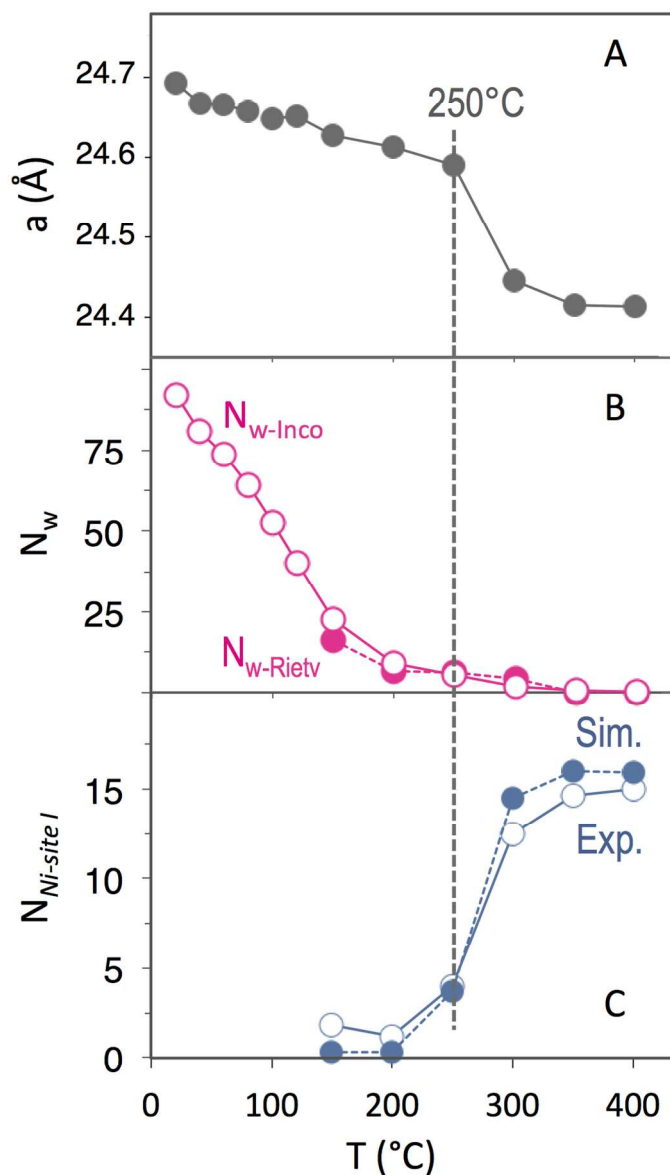 A
24.7
250°C
24.6
a (Å)
24.5
24.4
B
N_w-Inco
75
N_w
50
25
N_w-Rietv
Sim.
15
Exp.
N_Ni-site I
10
5
C
0
0 100 200 300 400
T (°C)